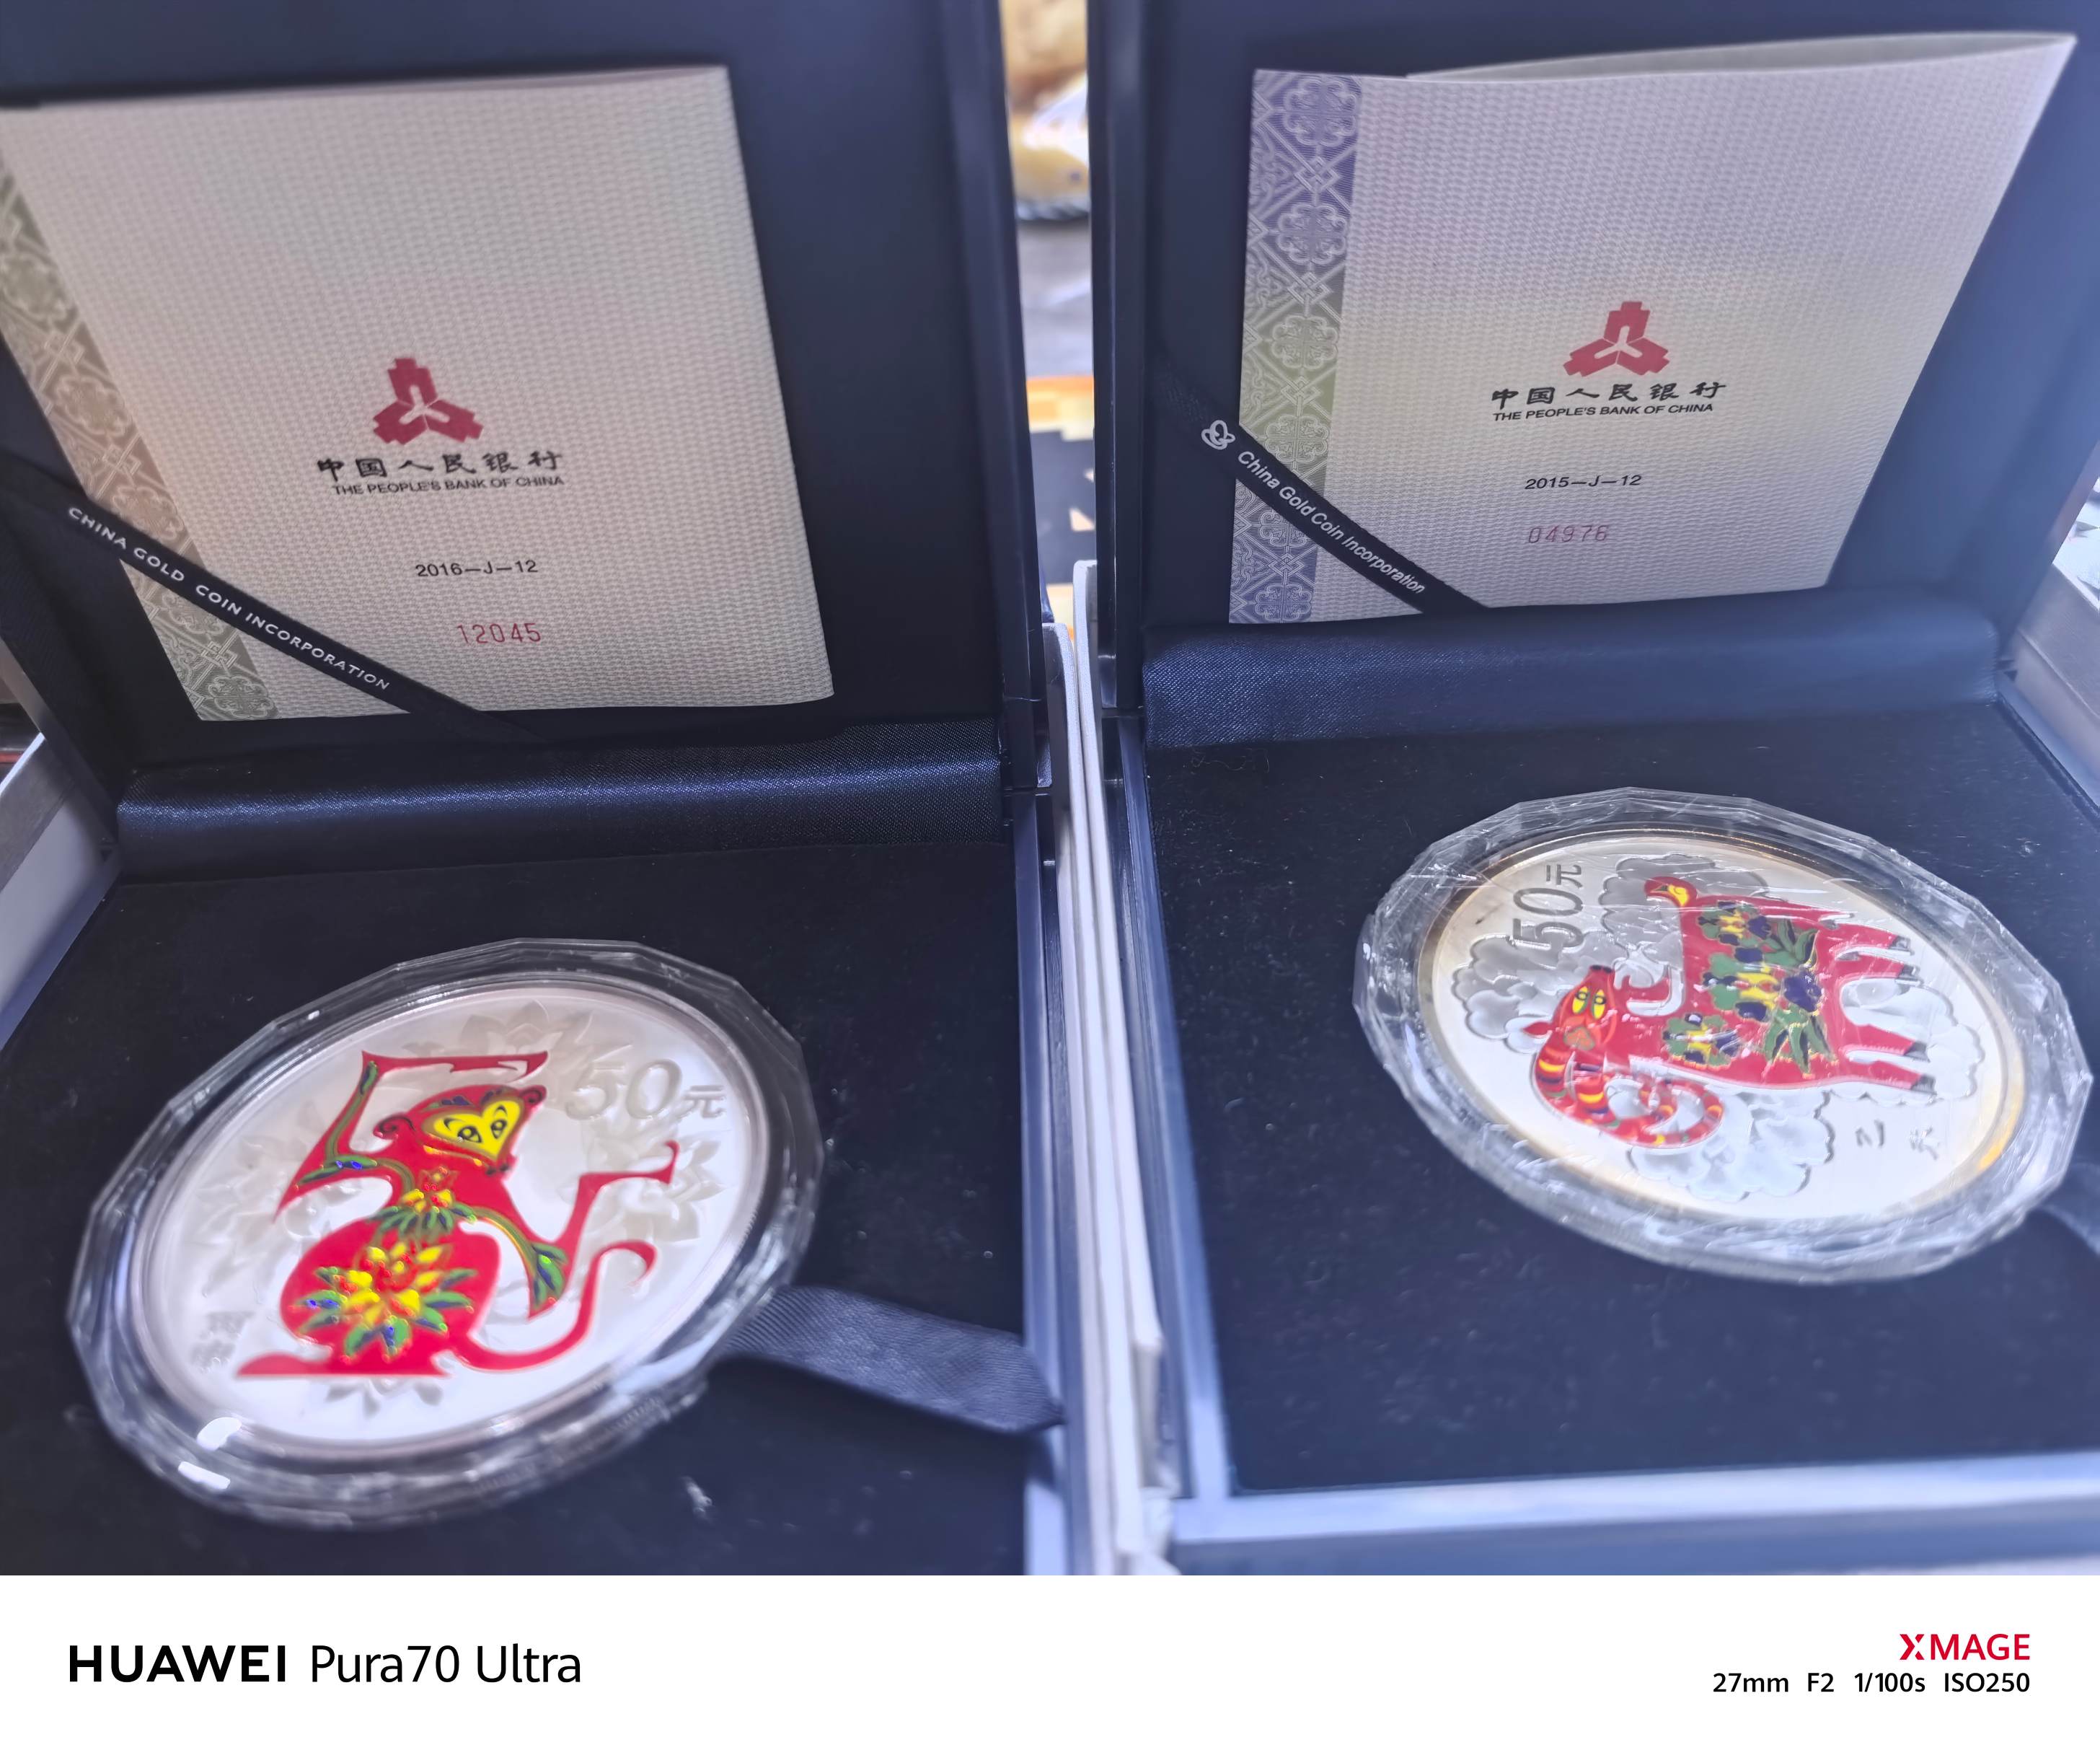 中国人民银行
THE PEOPLE'S BANK OF CHINA
2016—J—12
12045
CHINA GOLD COIN INCORPORATION
50元
中国人民银行
THE PEOPLE'S BANK OF CHINA
2015—J—12
04976
China Gold Coin Incorporation
50元
HUAWEI Pura70 Ultra
XMAGE
27mm F2 1/100s ISO250